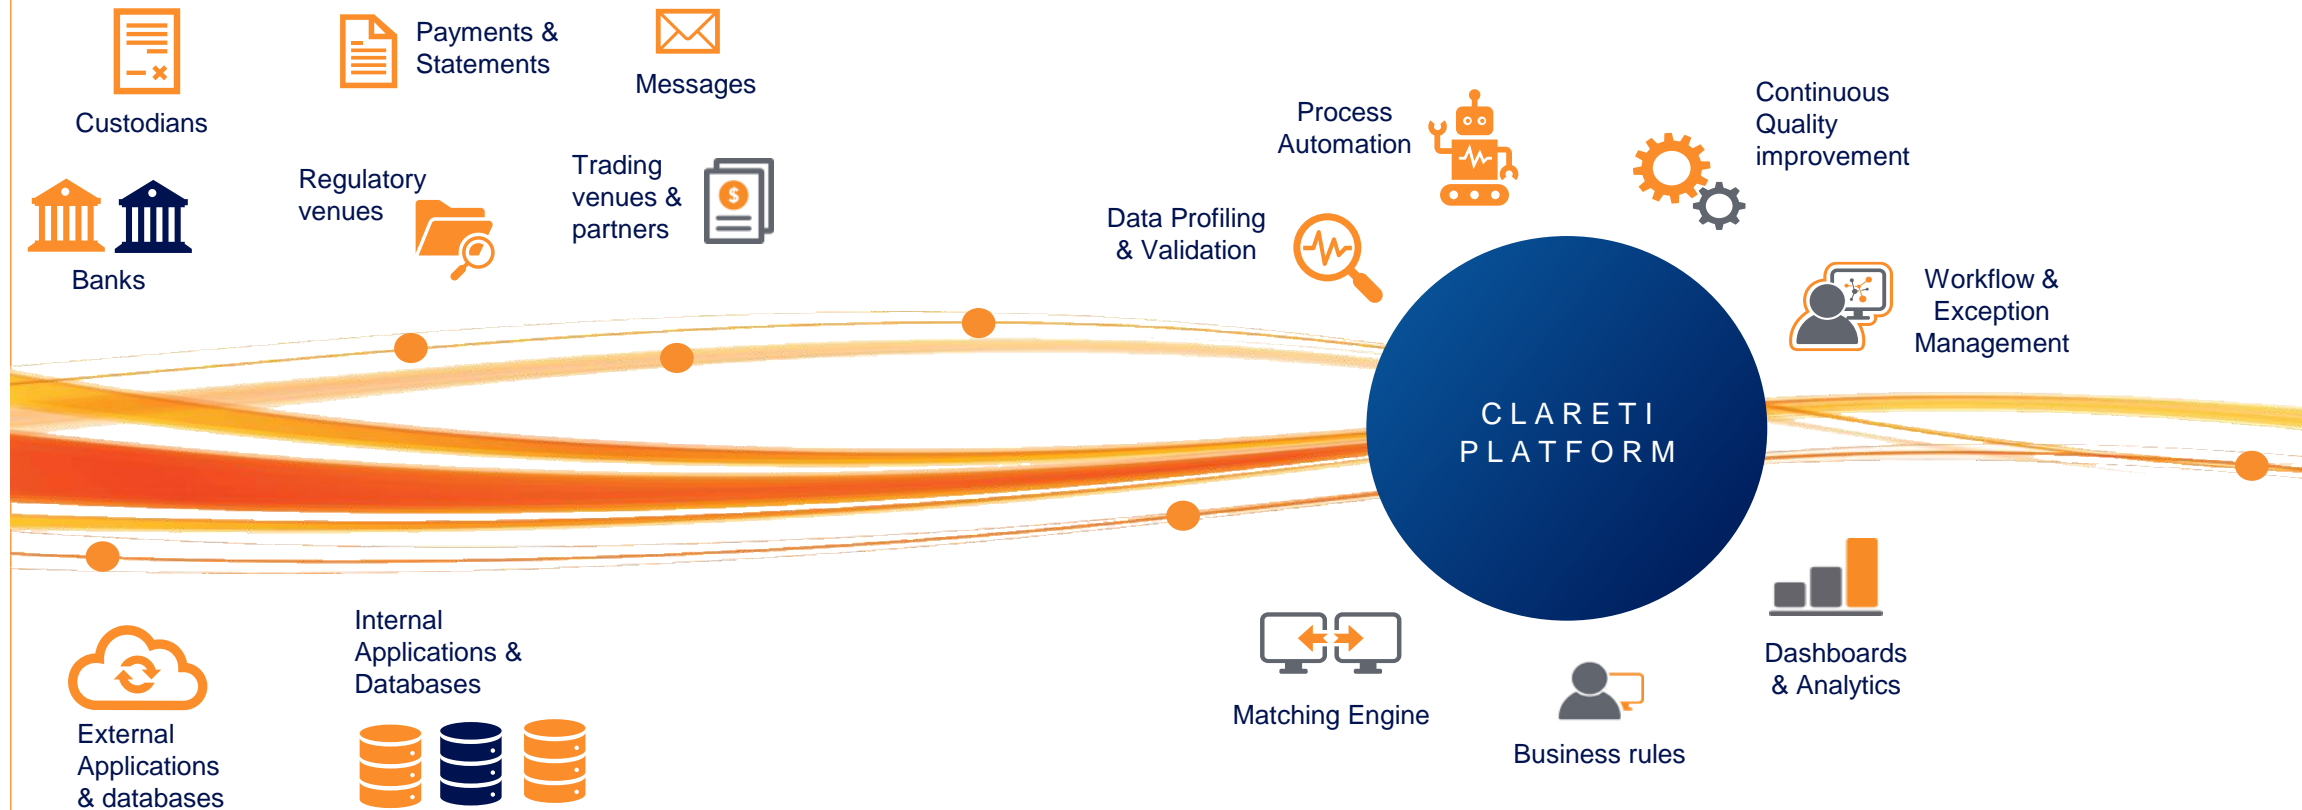 Custodians
Payments &
Statements
Messages
Banks
Regulatory
venues
Trading
venues &
partners
$
Process
Automation
Continuous
Quality
improvement
Data Profiling
& Validation
Workflow &
Exception
Management
CLARETI
PLATFORM
External
Applications
& databases
Internal
Applications &
Databases
Matching Engine
Business rules
Dashboards
& Analytics